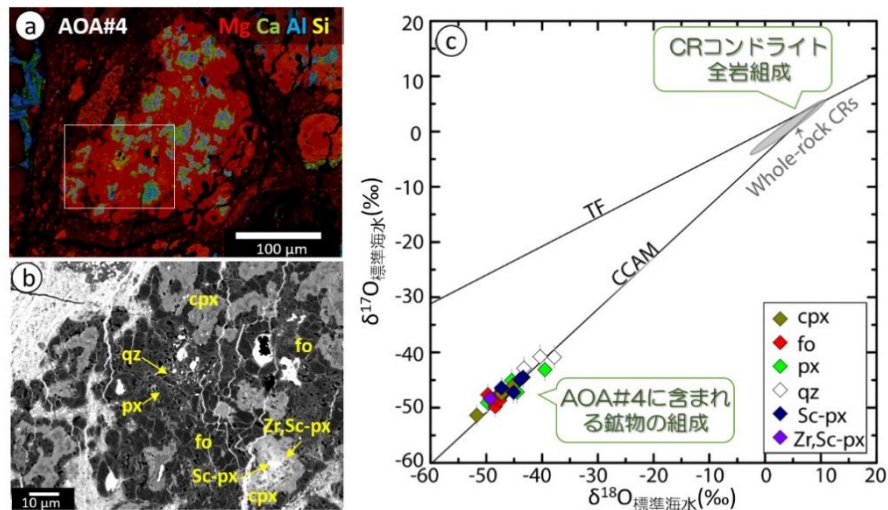 a AOA#4 Mg Ca Al Si
100 µm
b
cpx
fo
qz
px
fo
Zr,Sc-px
Sc-px
cpx
10 µm
c
CRコンドライト
全岩組成
Whole-rock CRs
TF
CCAM
AOA#4に含まれ
る鉱物の組成
cpx
fo
px
qz
Sc-px
Zr,Sc-px
δ¹⁷O標準海水(‰)
20
10
0
-10
-20
-30
-40
-50
-60
-60 -50 -40 -30 -20 -10 0 10 20
δ¹⁸O標準海水(‰)